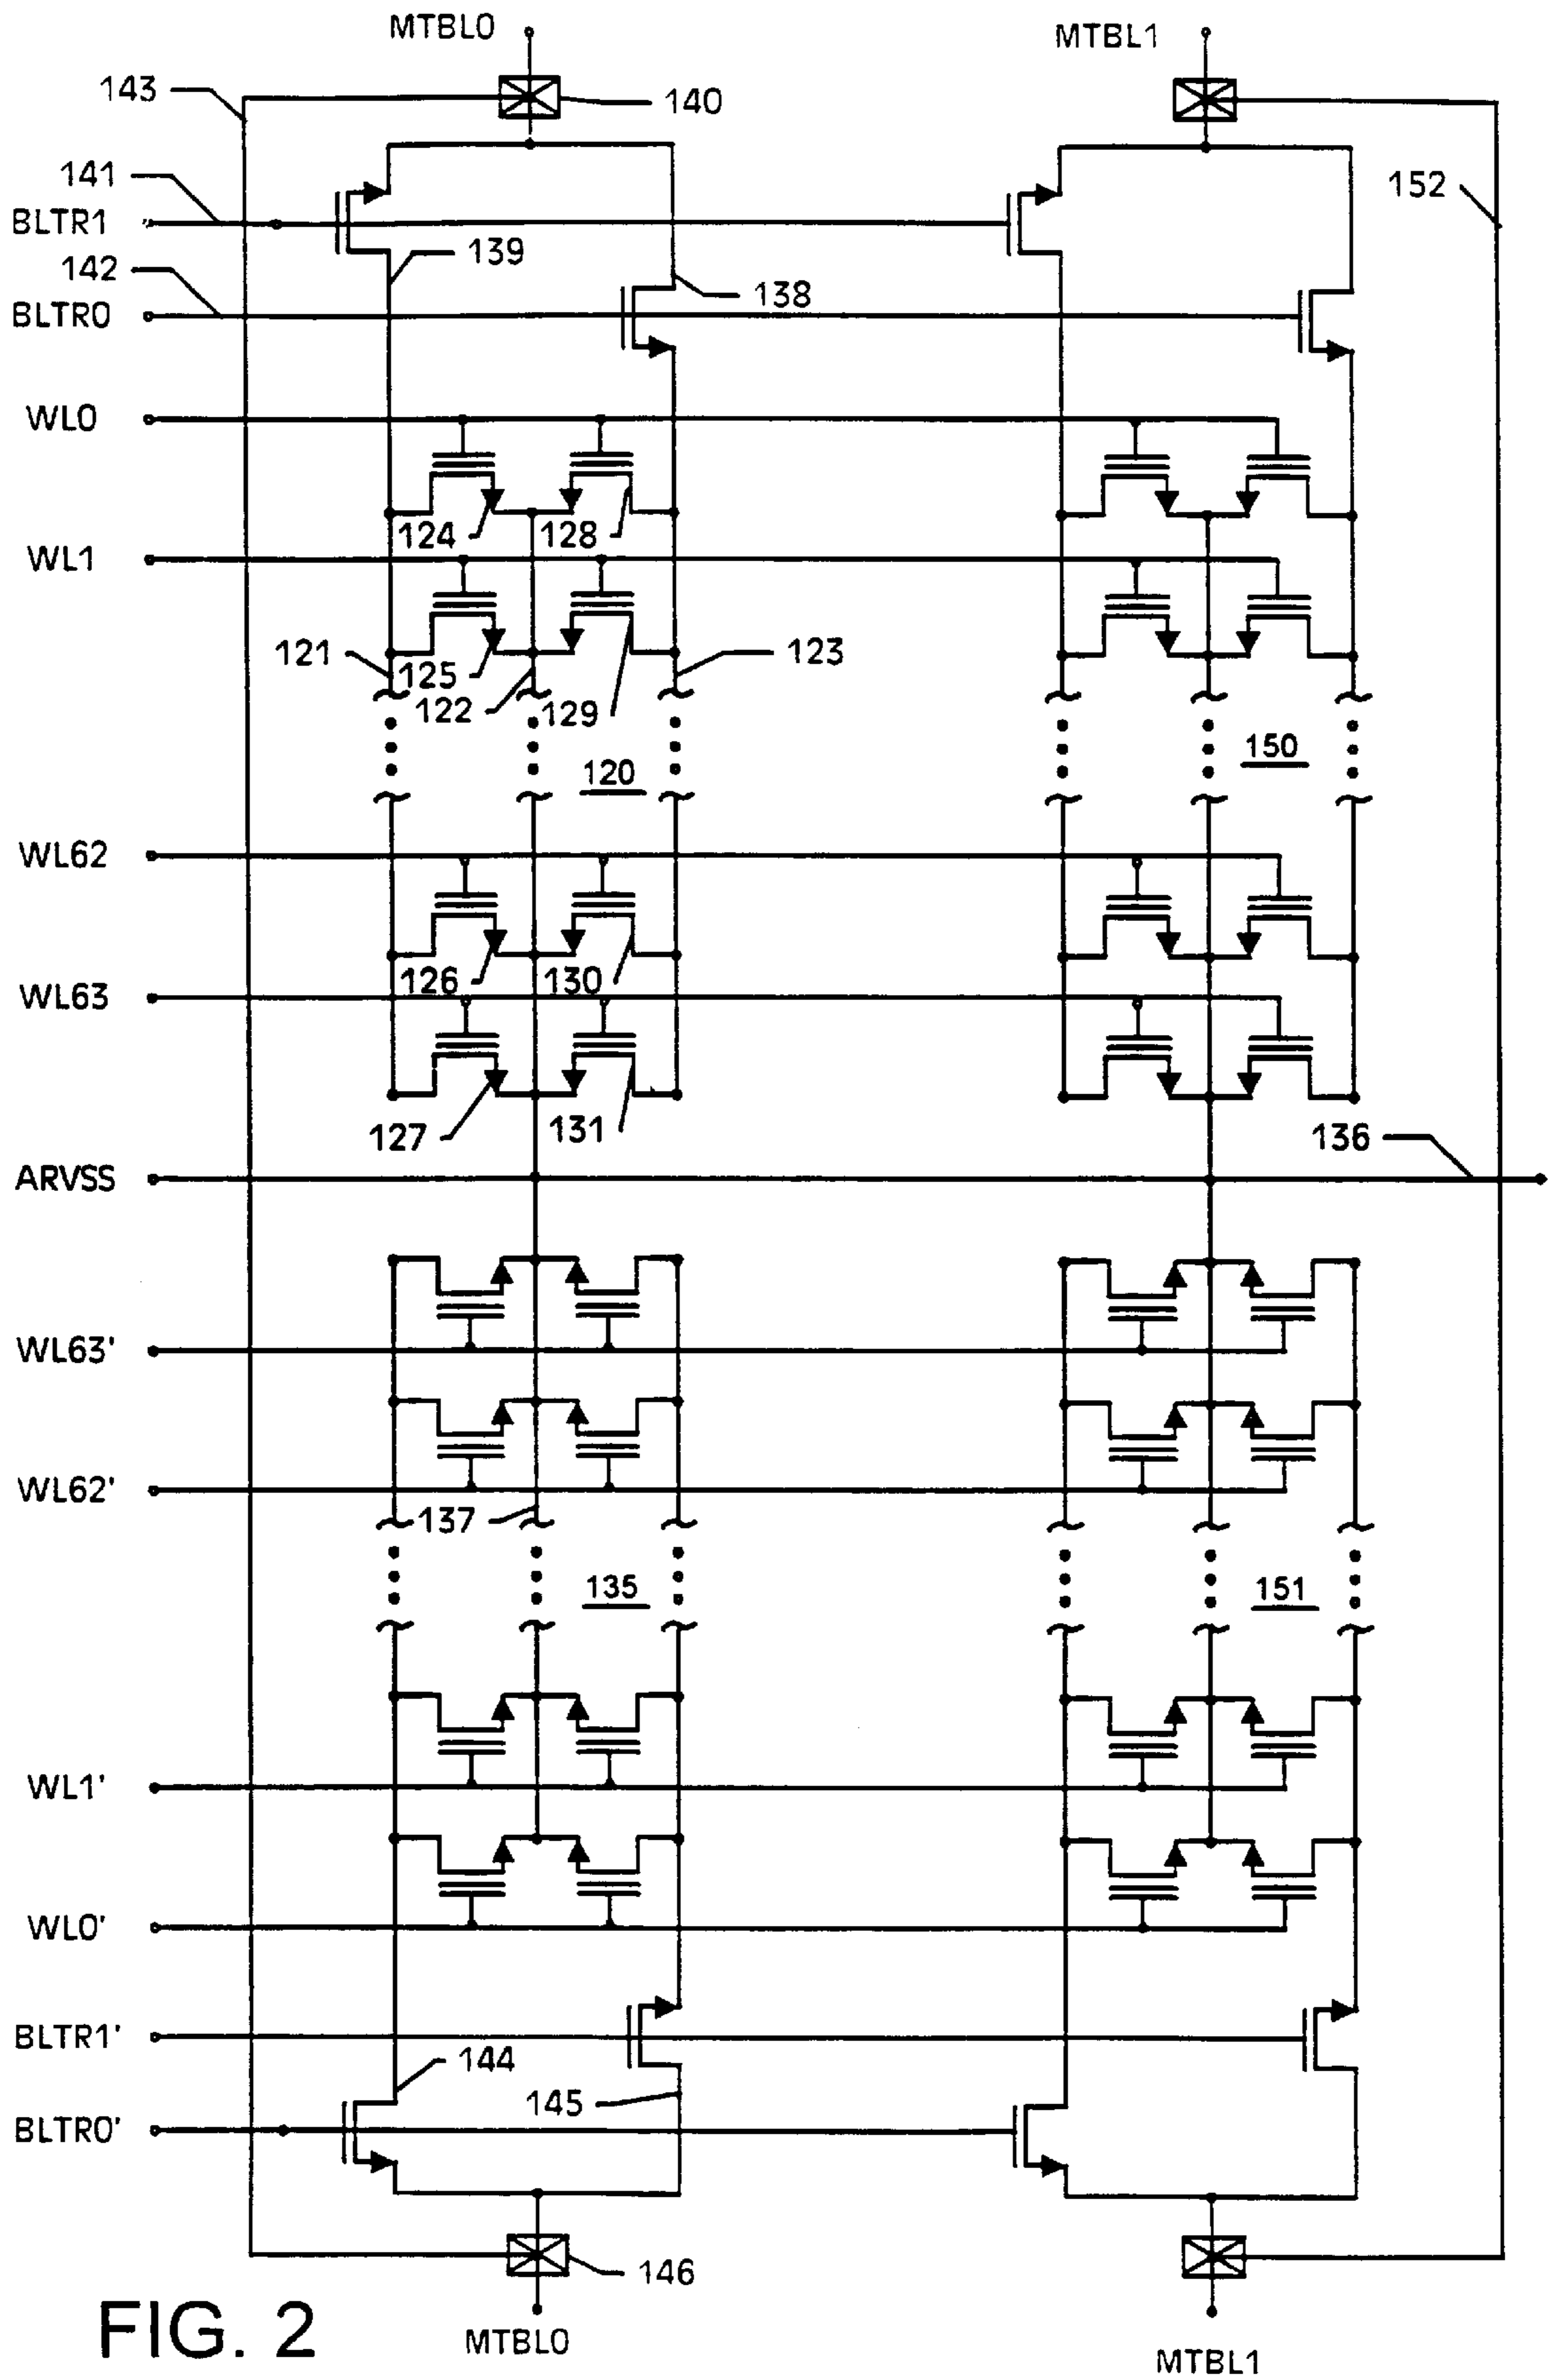 MTBL0
MTBL1
143
140
141
152
BLTR1
139
142
138
BLTR0
WL0
124
128
WL1
121
125
123
122
129
150
120
WL62
126
130
WL63
127
131
136
ARVSS
WL63'
WL62'
137
135
151
WL1'
WL0'
BLTR1'
144
145
BLTR0'
146
FIG. 2
MTBL0
MTBL1